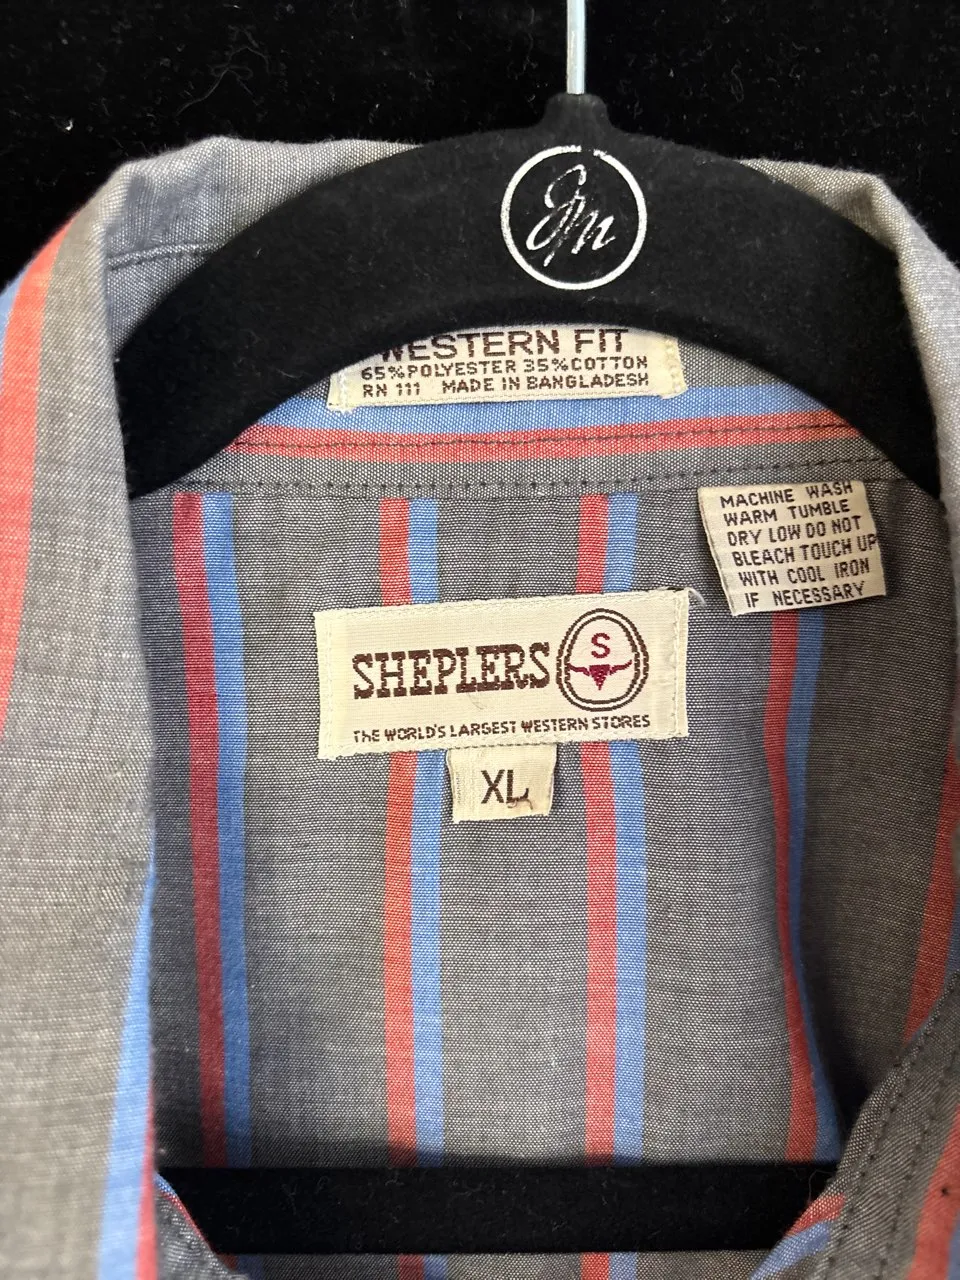 JM
WESTERN FIT
65%POLYESTER 35%COTTON
RN 111 MADE IN BANGLADESH
MACHINE WASH
WARM TUMBLE
DRY LOW DO NOT
BLEACH TOUCH UP
WITH COOL IRON
IF NECESSARY
SHEPLERS
S
THE WORLD'S LARGEST WESTERN STORES
XL